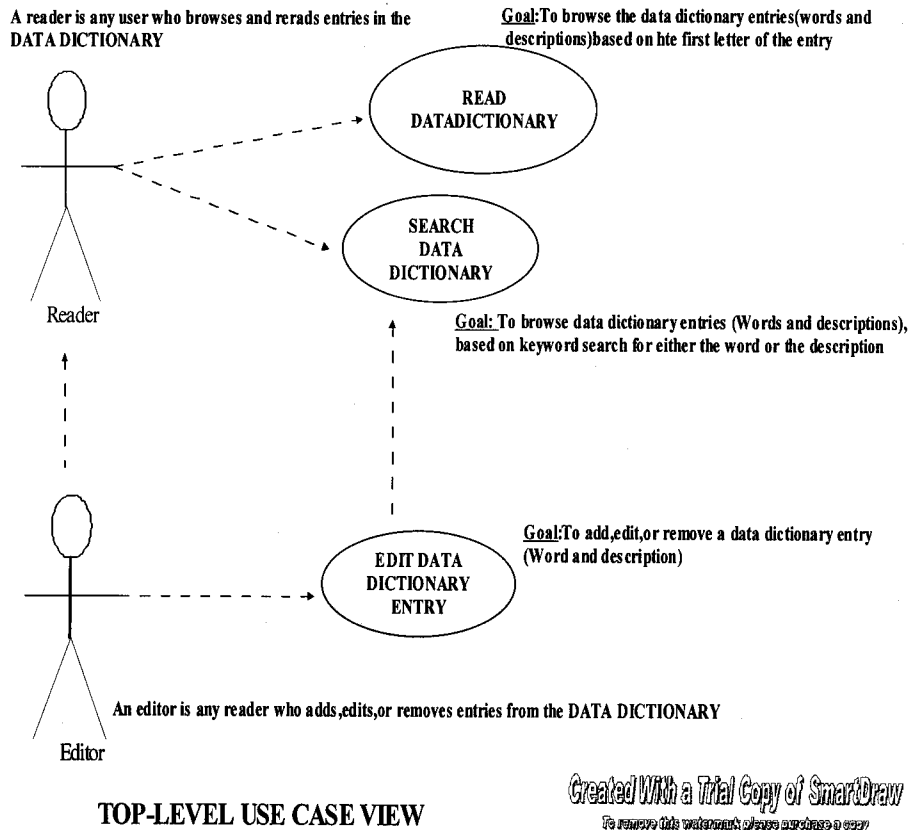 A reader is any user who browses and rerads entries in the
DATA DICTIONARY
Goal:To browse the data dictionary entries(words and
descriptions)based on hte first letter of the entry
READ
DATADICTIONARY
SEARCH
DATA
DICTIONARY
Reader
Goal: To browse data dictionary entries (Words and descriptions),
based on keyword search for either the word or the description
Goal:To add,edit,or remove a data dictionary entry
(Word and description)
EDIT DATA
DICTIONARY
ENTRY
An editor is any reader who adds,edits,or removes entries from the DATA DICTIONARY
Editor
TOP-LEVEL USE CASE VIEW
Created With a Trial Copy of SmartDraw
To remove this watermark please purchase a copy